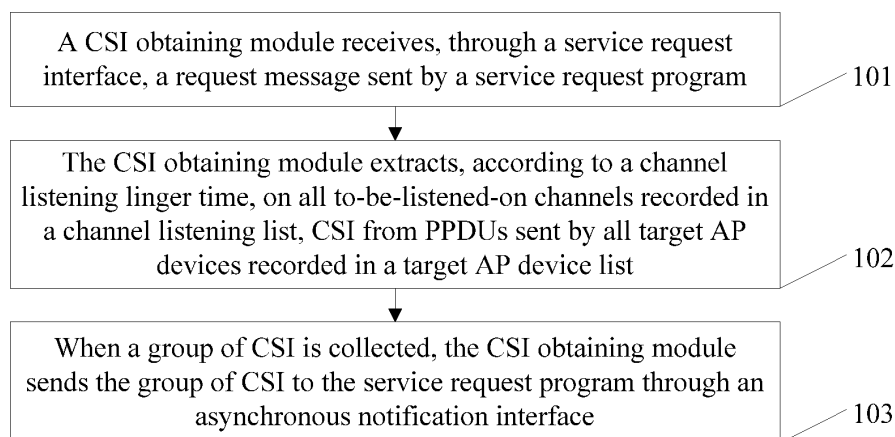 A CSI obtaining module receives, through a service request
interface, a request message sent by a service request program
101
The CSI obtaining module extracts, according to a channel
listening linger time, on all to-be-listened-on channels recorded in
a channel listening list, CSI from PPDUs sent by all target AP
devices recorded in a target AP device list
102
When a group of CSI is collected, the CSI obtaining module
sends the group of CSI to the service request program through an
asynchronous notification interface
103